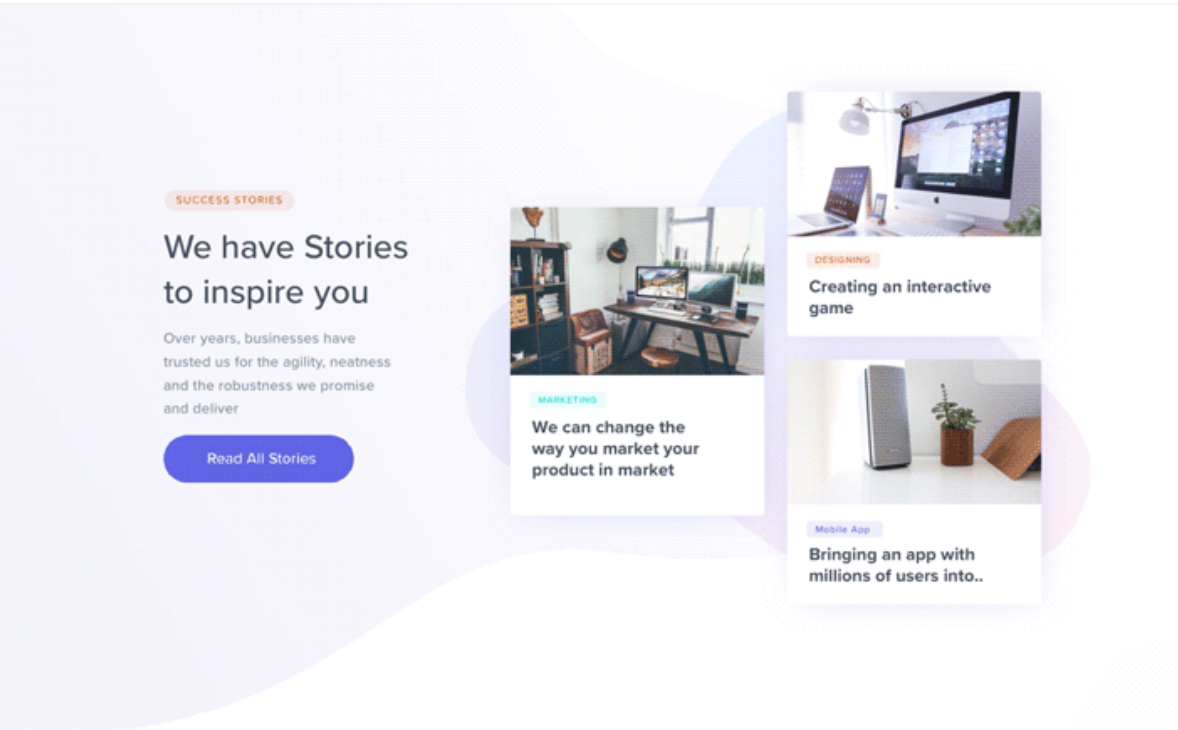 SUCCESS STORIES
We have Stories
to inspire you
Over years, businesses have
trusted us for the agility, neatness
and the robustness we promise
and deliver
Read All Stories
MARKETING
We can change the
way you market your
product in market
DESIGNING
Creating an interactive
game
Mobile App
Bringing an app with
millions of users into..